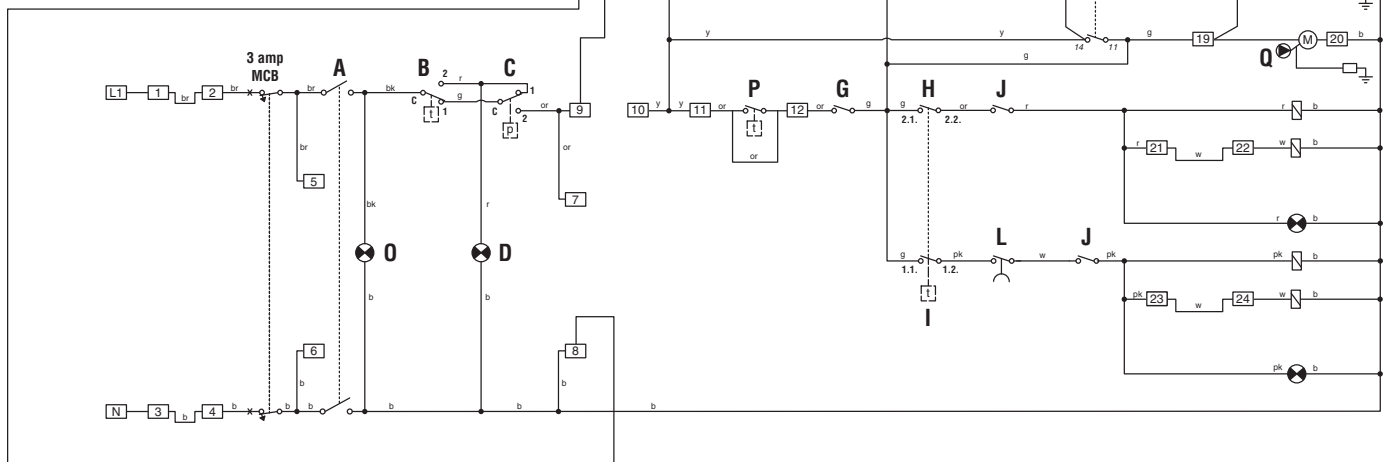 y y 14 11 g 19 M 20 b
Q
g
3 amp
MCB
A B 2 r C 1
L1 1 br 2 br br bk C g 1 C or 2 9
t p
10 y y 11 or P 12 or G g g H or J r r b
t 2.1. 2.2.
or
br or r 21 w 22 w b
5 7
bk r r b
O D
g pk L w J pk pk b
1.1. 1.2.
t
I
b b pk 23 w 24 w b
6 8
b b pk b
N 3 b 4 b b b b b b b